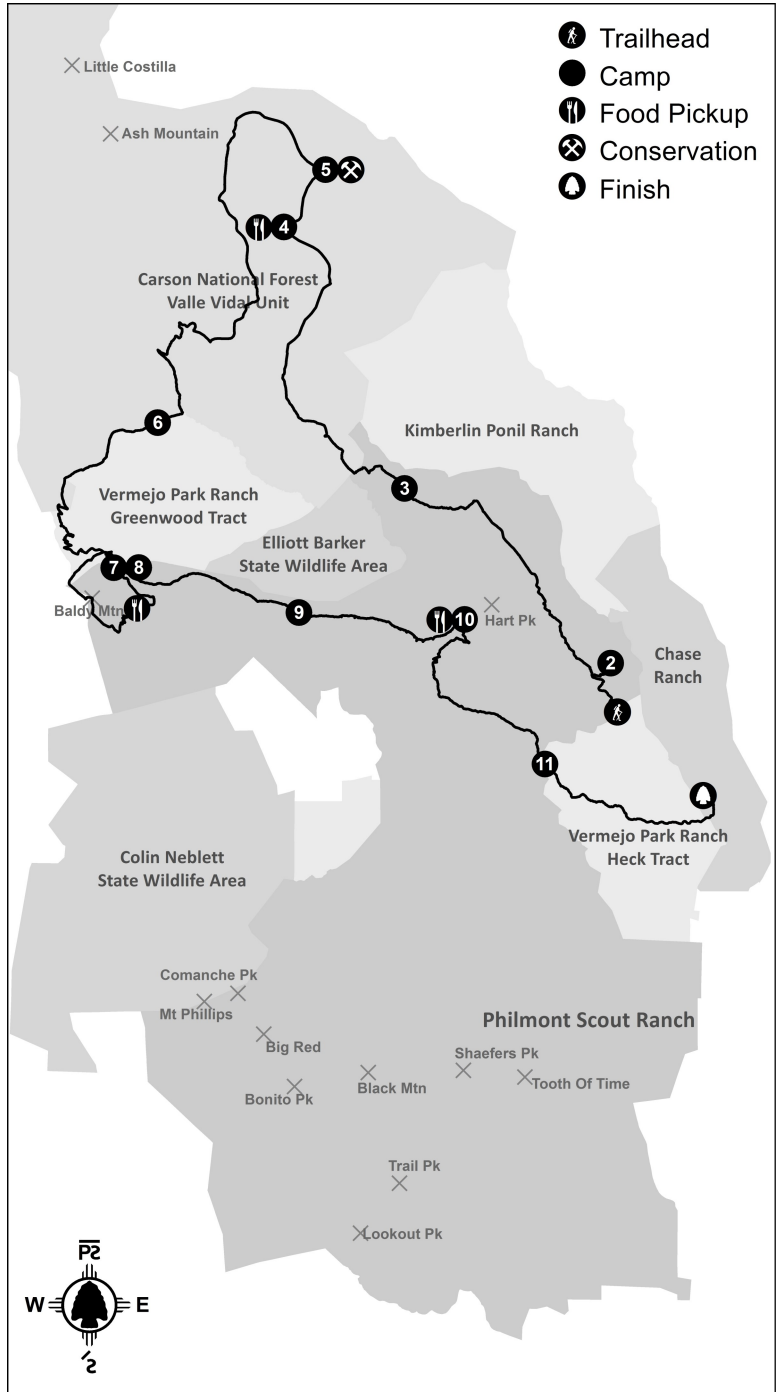 Trailhead
Camp
Food Pickup
Conservation
Finish
Little Costilla
Ash Mountain
5
4
Carson National Forest
Valle Vidal Unit
6
Kimberlin Ponil Ranch
3
Vermejo Park Ranch
Greenwood Tract
Elliott Barker
State Wildlife Area
7
8
Baldy Mtn
9
10
Hart Pk
2
Chase
Ranch
11
Vermejo Park Ranch
Heck Tract
Colin Neblett
State Wildlife Area
Comanche Pk
Mt Phillips
Philmont Scout Ranch
Big Red
Shaefers Pk
Black Mtn
Tooth Of Time
Bonito Pk
Trail Pk
Lookout Pk
W
E